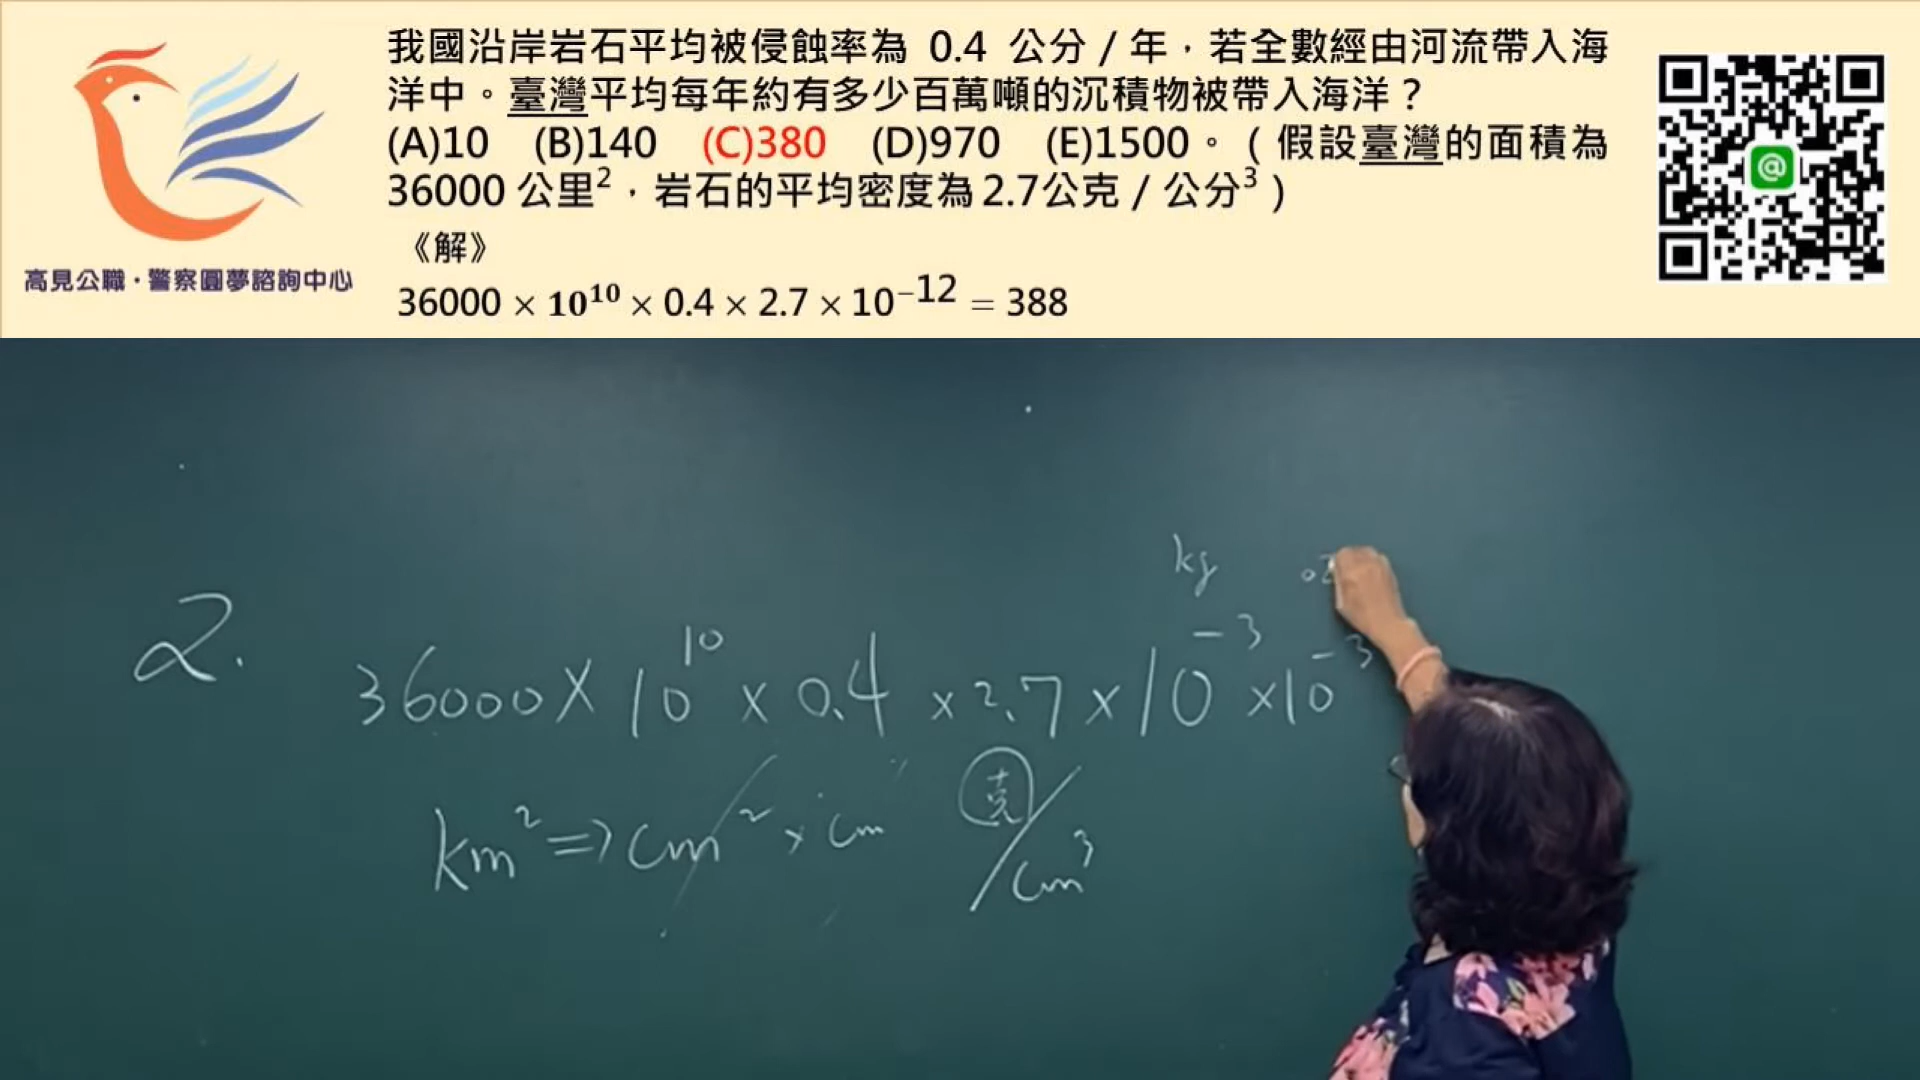 我國沿岸岩石平均被侵蝕率為 0.4 公分 / 年，若全數經由河流帶入海
洋中。臺灣平均每年約有多少百萬噸的沉積物被帶入海洋？
(A)10 (B)140 (C)380 (D)970 (E)1500。( 假設臺灣的面積為
36000 公里² ，岩石的平均密度為 2.7公克 / 公分³ )
《解》
36000 × 10¹⁰ × 0.4 × 2.7 × 10⁻¹² = 388
高見公職・警察圓夢諮詢中心
kg
2. 36000 × 10¹⁰ × 0.4 × 2.7 × 10⁻³ × 10⁻³
km² ⇒ cm² × cm 克/cm³